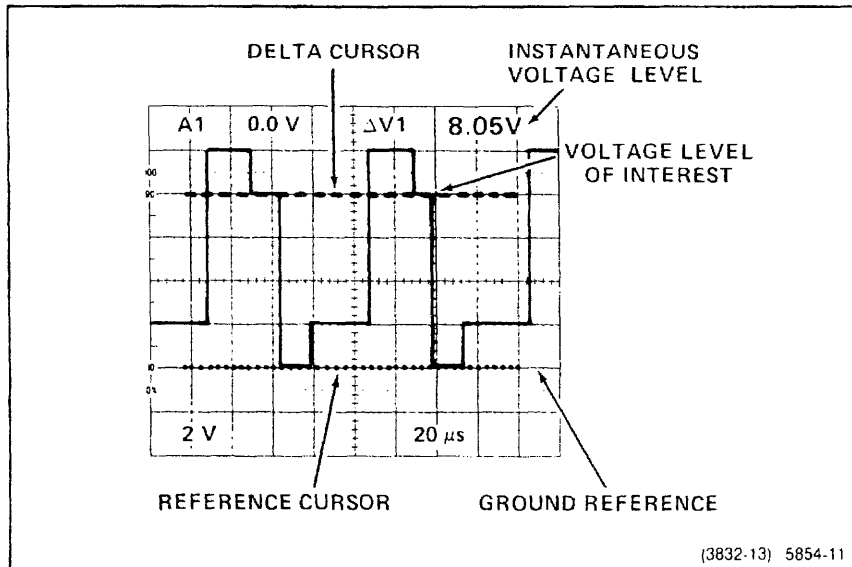 DELTA CURSOR
INSTANTANEOUS
VOLTAGE LEVEL
A1 0.0 V ΔV1 8.05V
VOLTAGE LEVEL
OF INTEREST
90
2 V 20 µs
REFERENCE CURSOR
GROUND REFERENCE
(3832-13) 5854-11